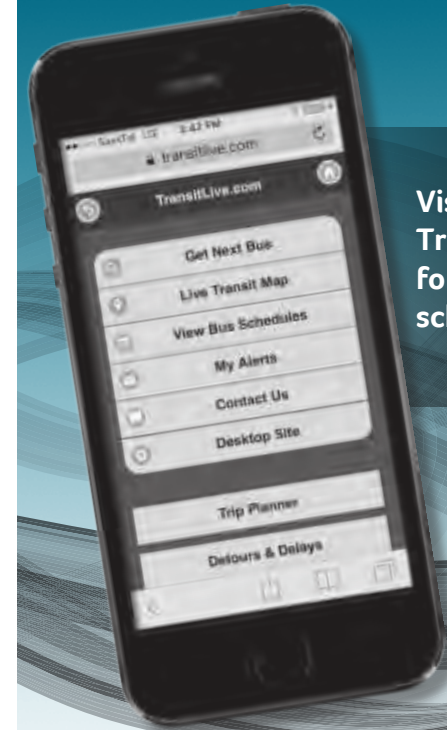 SaskTel LTE 3:42 PM
transitlive.com
TransitLive.com
Get Next Bus
Live Transit Map
View Bus Schedules
My Alerts
Contact Us
Desktop Site
Trip Planner
Detours & Delays
Vis
Tr
fo
sc